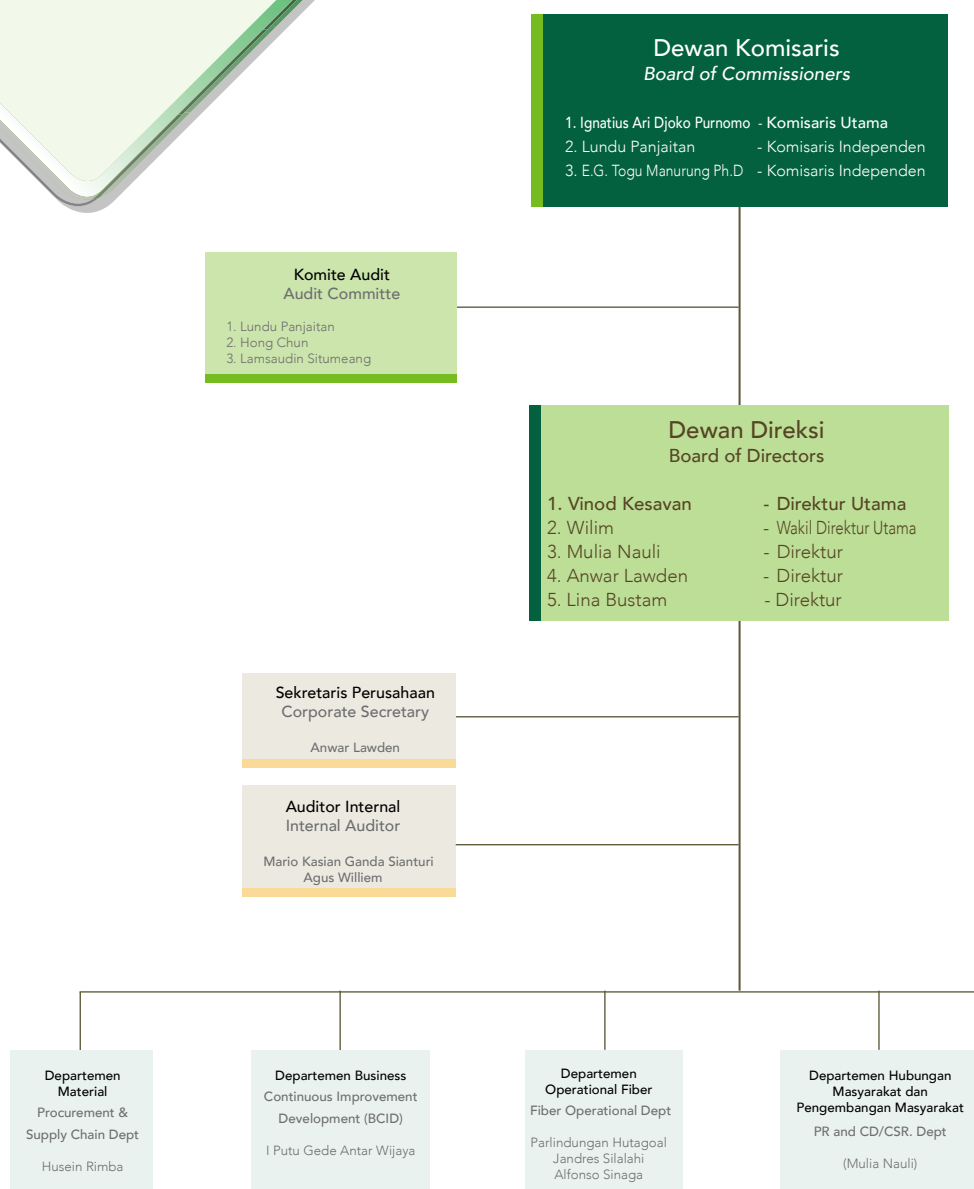 Dewan Komisaris
Board of Commissioners
1. Ignatius Ari Djoko Purnomo - Komisaris Utama
2. Lundu Panjaitan - Komisaris Independen
3. E.G. Togu Manurung Ph.D - Komisaris Independen
Komite Audit
Audit Committe
1. Lundu Panjaitan
2. Hong Chun
3. Lamsaudin Situmeang
Dewan Direksi
Board of Directors
1. Vinod Kesavan - Direktur Utama
2. Wilim - Wakil Direktur Utama
3. Mulia Nauli - Direktur
4. Anwar Lawden - Direktur
5. Lina Bustam - Direktur
Sekretaris Perusahaan
Corporate Secretary
Anwar Lawden
Auditor Internal
Internal Auditor
Mario Kasian Ganda Sianturi
Agus Williem
Departemen
Material
Procurement &
Supply Chain Dept
Husein Rimba
Departemen Business
Continuous Improvement
Development (BCID)
I Putu Gede Antar Wijaya
Departemen
Operational Fiber
Fiber Operational Dept
Parlindungan Hutagoal
Jandres Silalahi
Alfonso Sinaga
Departemen Hubungan
Masyarakat dan
Pengembangan Masyarakat
PR and CD/CSR. Dept
(Mulia Nauli)